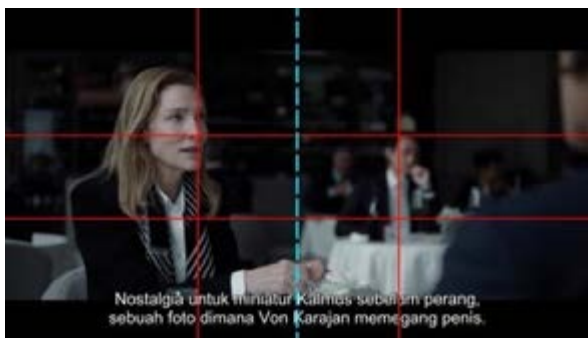 Nostalgia untuk miniatur Kalmus sebelum perang,
sebuah foto dimana Von Karajan memegang penis.